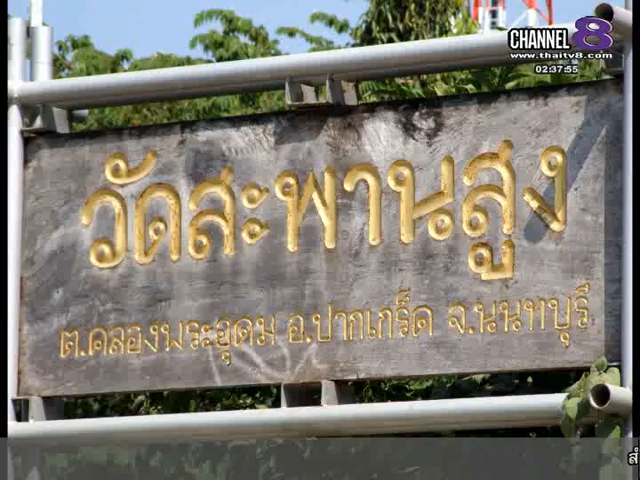 CHANNEL 8
www.thaitv8.com
02:37:55
วัดสะพานสูง
ต.คลองพระอุดม อ.ปากเกร็ด จ.นนทบุรี